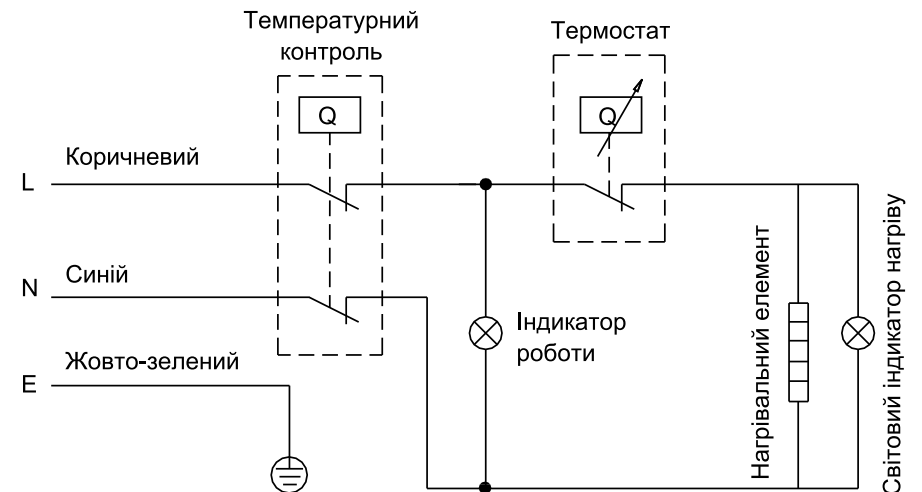 Температурний
контроль
Термостат
Q
Q
Коричневий
L
Синій
N
Індикатор
роботи
Жовто-зелений
E
Нагрівальний елемент
Світовий індикатор нагріву